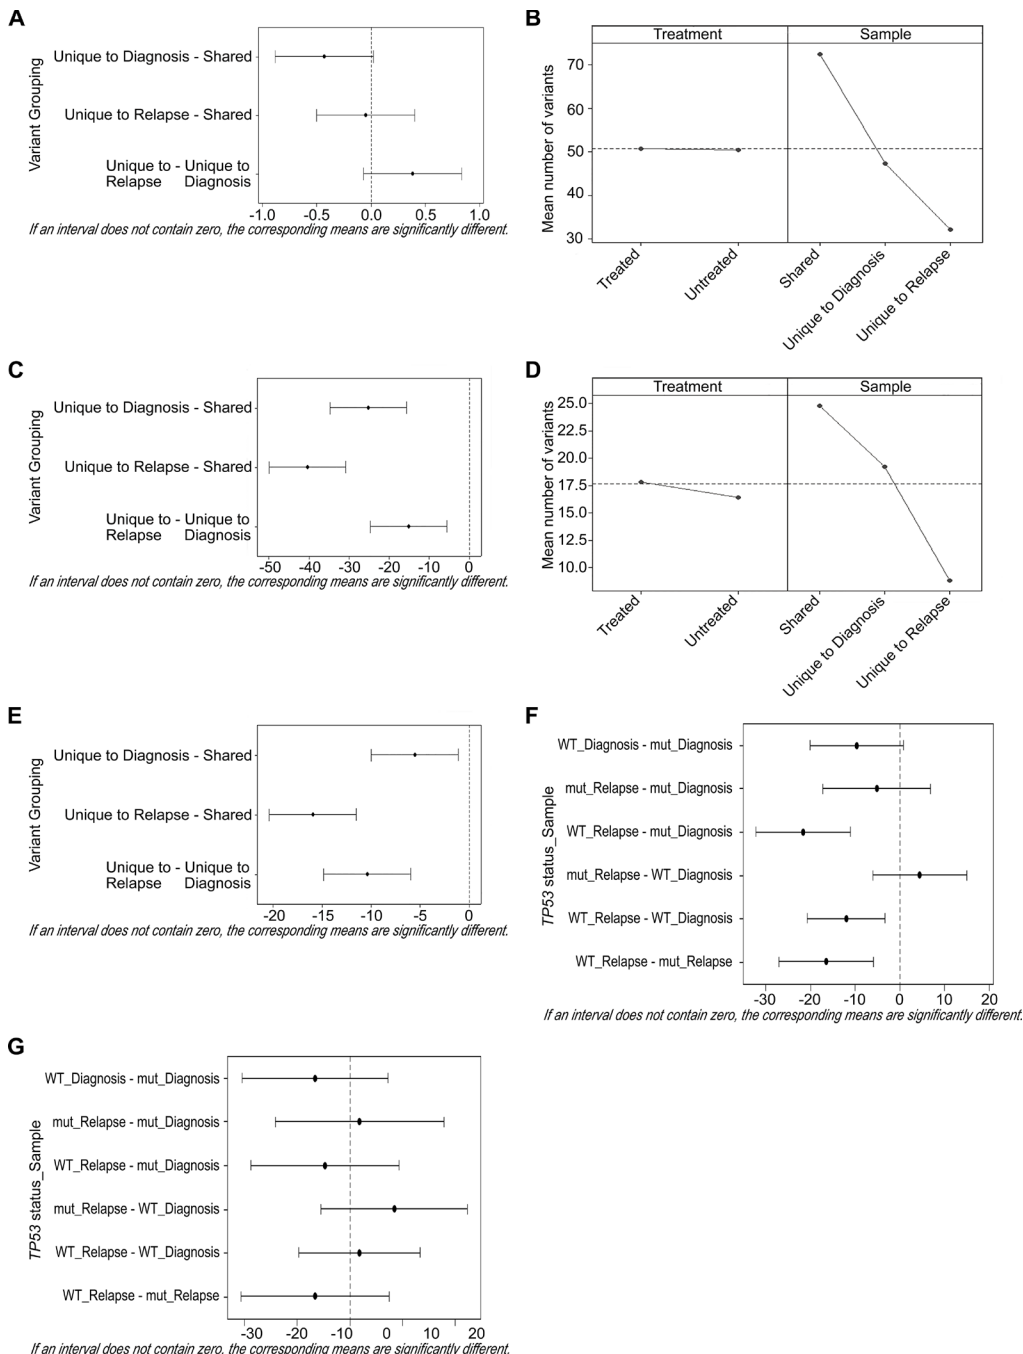 A
Variant Grouping
Unique to Diagnosis - Shared
Unique to Relapse - Shared
Unique to - Unique to
Relapse Diagnosis
-1.0 -0.5 0.0 0.5 1.0
If an interval does not contain zero, the corresponding means are significantly different.
B
Treatment Sample
Mean number of variants
70
60
50
40
30
Treated Untreated Shared Unique to Diagnosis Unique to Relapse
C
Variant Grouping
Unique to Diagnosis - Shared
Unique to Relapse - Shared
Unique to - Unique to
Relapse Diagnosis
-50 -40 -30 -20 -10 0
If an interval does not contain zero, the corresponding means are significantly different.
D
Treatment Sample
Mean number of variants
25.0
22.5
20.0
17.5
15.0
12.5
10.0
Treated Untreated Shared Unique to Diagnosis Unique to Relapse
E
Variant Grouping
Unique to Diagnosis - Shared
Unique to Relapse - Shared
Unique to - Unique to
Relapse Diagnosis
-20 -15 -10 -5 0
If an interval does not contain zero, the corresponding means are significantly different.
F
TP53 status_Sample
WT_Diagnosis - mut_Diagnosis
mut_Relapse - mut_Diagnosis
WT_Relapse - mut_Diagnosis
mut_Relapse - WT_Diagnosis
WT_Relapse - WT_Diagnosis
WT_Relapse - mut_Relapse
-30 -20 -10 0 10 20
If an interval does not contain zero, the corresponding means are significantly different.
G
TP53 status_Sample
WT_Diagnosis - mut_Diagnosis
mut_Relapse - mut_Diagnosis
WT_Relapse - mut_Diagnosis
mut_Relapse - WT_Diagnosis
WT_Relapse - WT_Diagnosis
WT_Relapse - mut_Relapse
-30 -20 -10 0 10 20
If an interval does not contain zero, the corresponding means are significantly different.